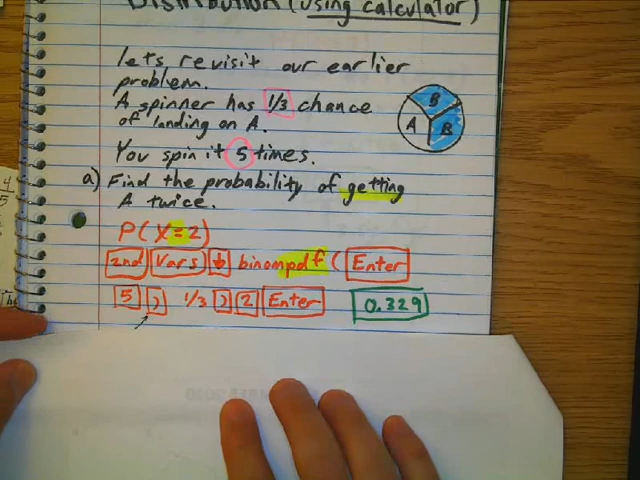 Distribution (using calculator)
lets revisit our earlier
problem.
A spinner has 1/3 chance
of landing on A.
You spin it 5 times.
a) Find the probability of getting
A twice.
P(X=2)
2nd Vars ↓ binompdf ( Enter
5 , 1/3 , 2 Enter 0.329
B
A B
4
5